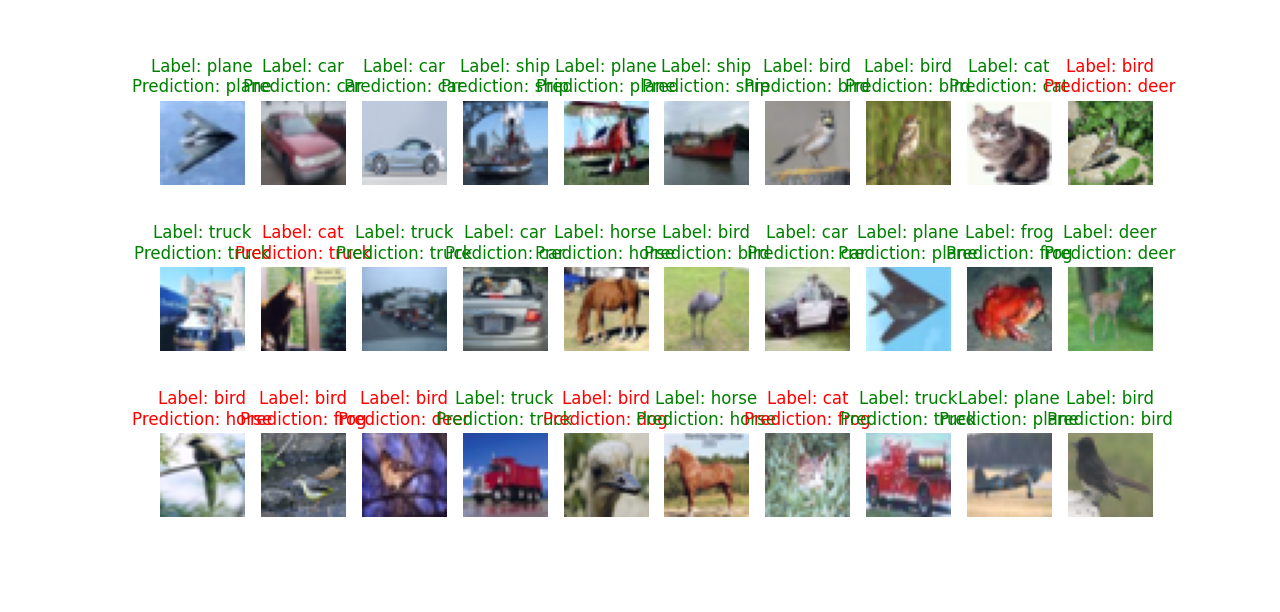 Label: plane Label: car Label: car Label: ship Label: plane Label: ship Label: bird Label: bird Label: cat Label: bird
Prediction: plane Prediction: car Prediction: car Prediction: ship Prediction: plane Prediction: ship Prediction: bird Prediction: bird Prediction: cat Prediction: deer
Label: truck Label: cat Label: truck Label: car Label: horse Label: bird Label: car Label: plane Label: frog Label: deer
Prediction: truck Prediction: truck Prediction: truck Prediction: car Prediction: horse Prediction: bird Prediction: car Prediction: plane Prediction: frog Prediction: deer
Label: bird Label: bird Label: bird Label: truck Label: bird Label: horse Label: cat Label: truck Label: plane Label: bird
Prediction: horse Prediction: frog Prediction: deer Prediction: truck Prediction: dog Prediction: horse Prediction: frog Prediction: truck Prediction: plane Prediction: bird